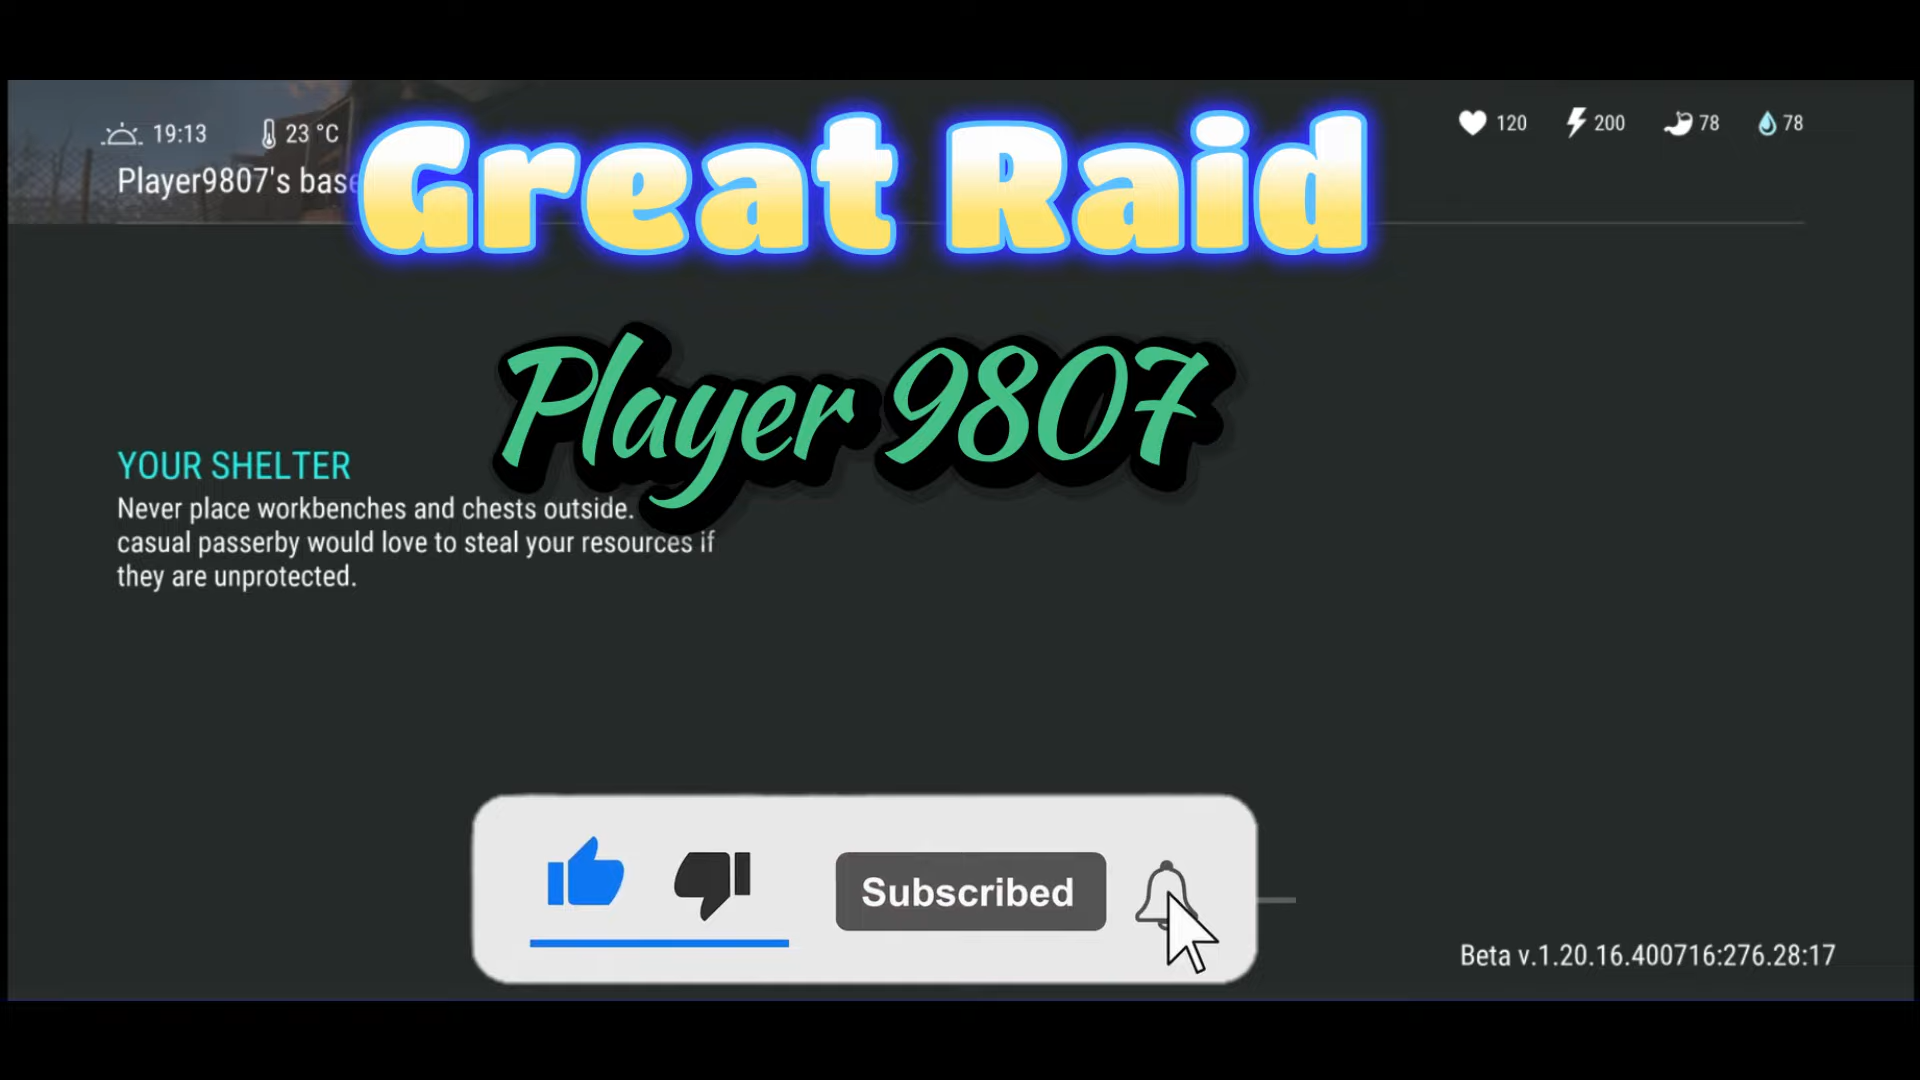 19:13 23 °C
Great Raid
120 200 78 78
Player9807's base
Player 9807
YOUR SHELTER
Never place workbenches and chests outside.
casual passerby would love to steal your resources if
they are unprotected.
Subscribed
Beta v.1.20.16.400716:276.28:17